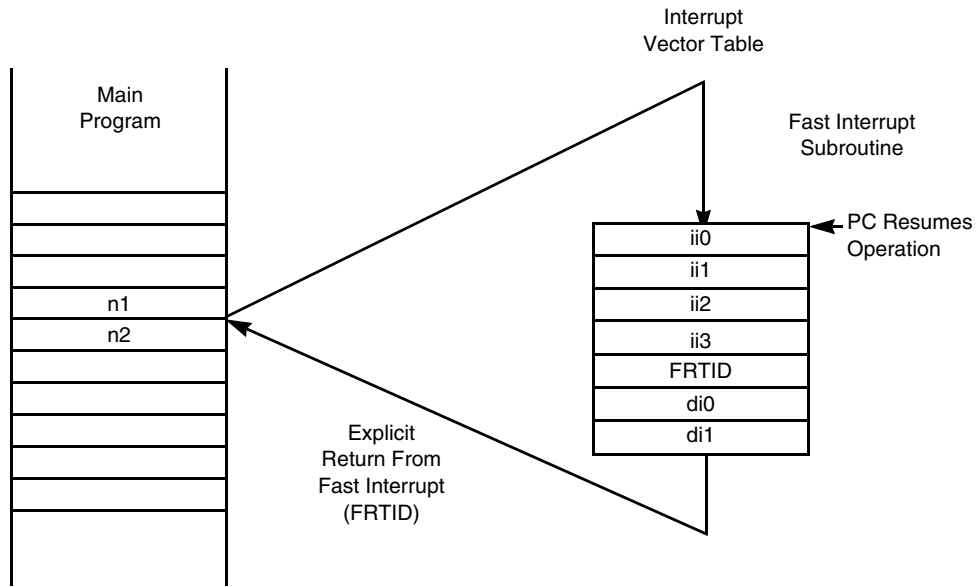 Interrupt
Vector Table
Main
Program
Fast Interrupt
Subroutine
PC Resumes
Operation
ii0
ii1
ii2
ii3
FRTID
di0
di1
n1
n2
Explicit
Return From
Fast Interrupt
(FRTID)